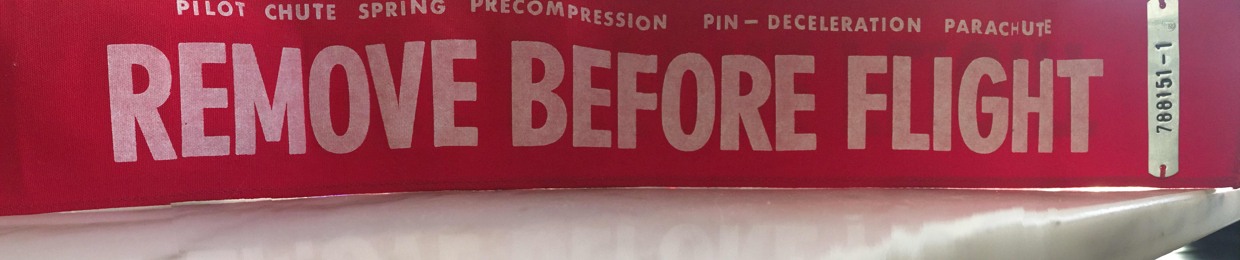 PILOT CHUTE SPRING PRECOMPRESSION PIN — DECELERATION PARACHUTE
REMOVE BEFORE FLIGHT
788151-1